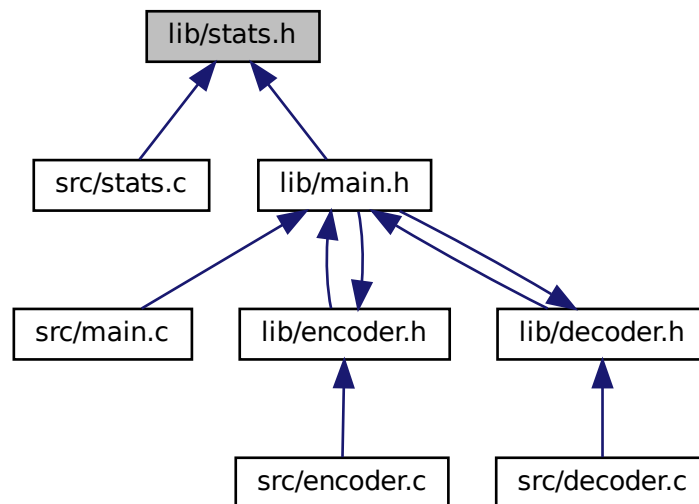 lib/stats.h
src/stats.c
lib/main.h
src/main.c
lib/encoder.h
lib/decoder.h
src/encoder.c
src/decoder.c